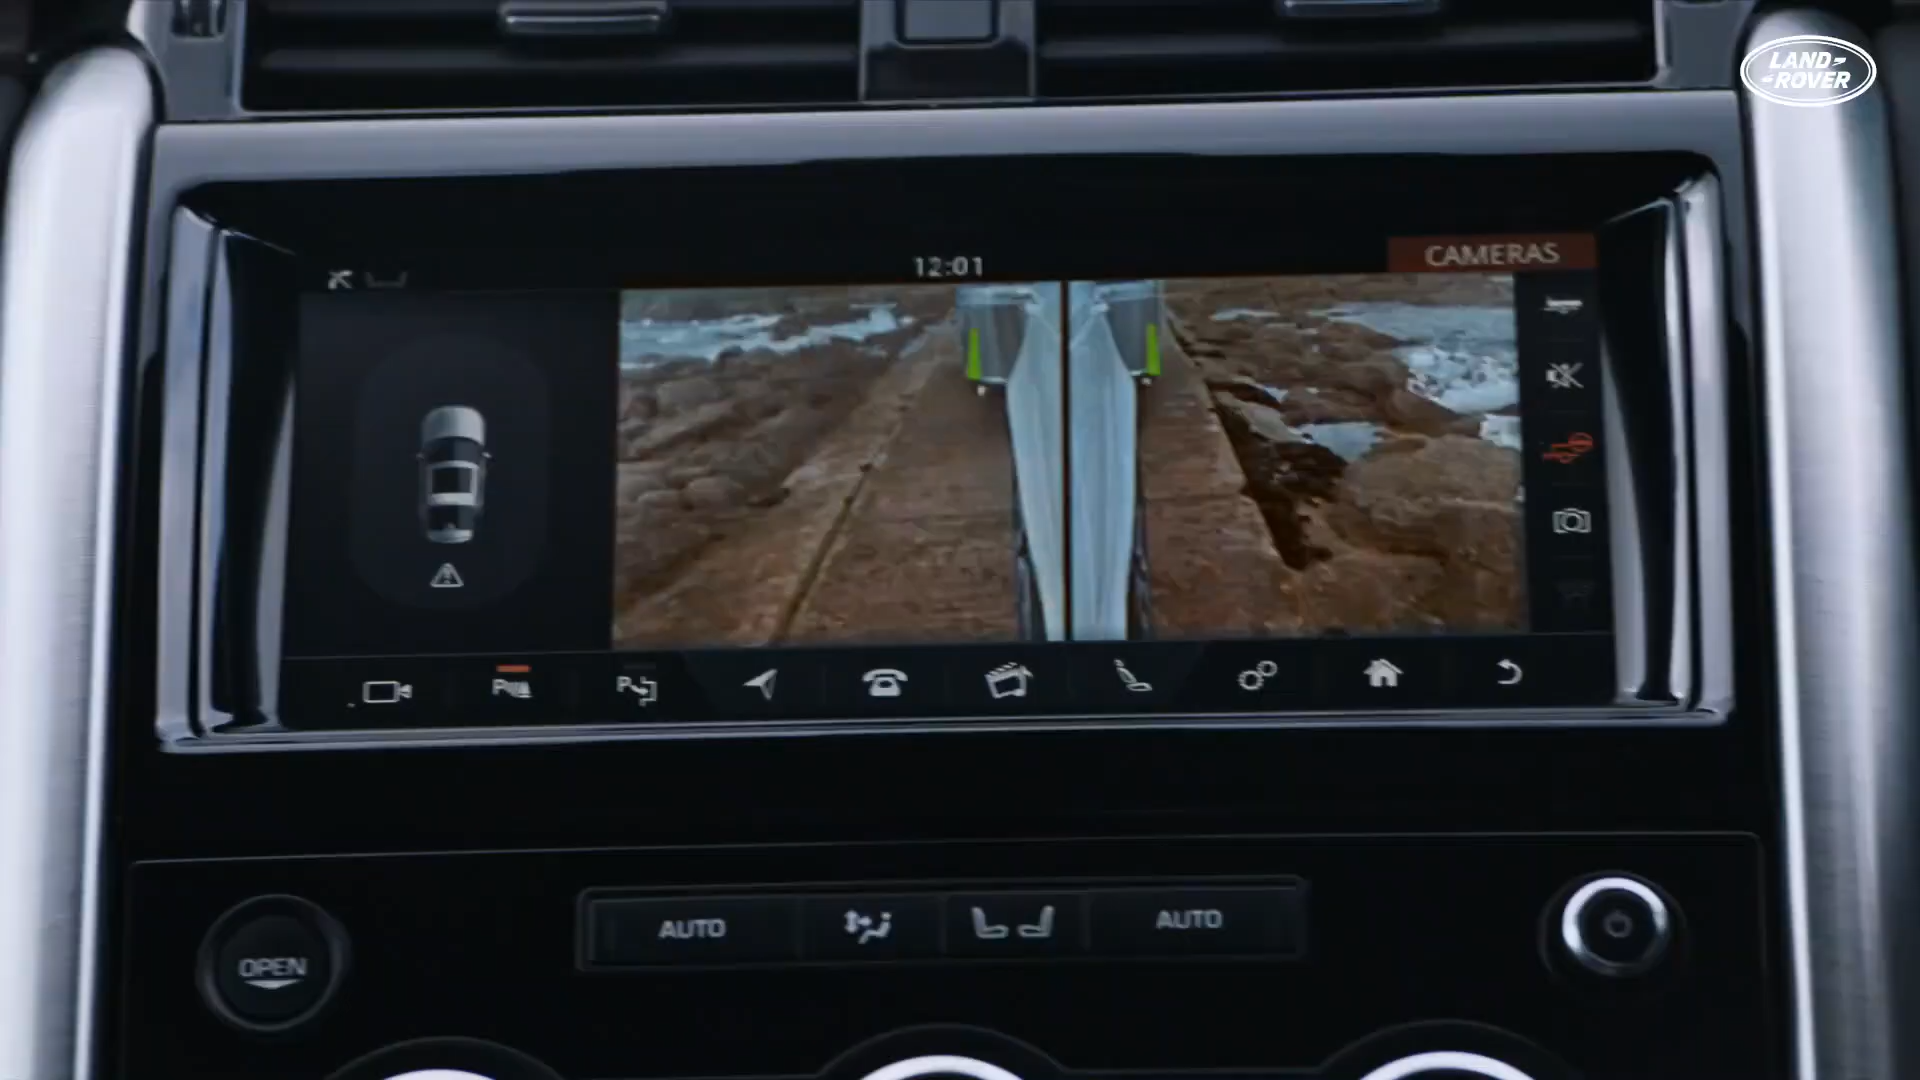 LAND
ROVER
12:01
CAMERAS
P
P
AUTO
AUTO
OPEN